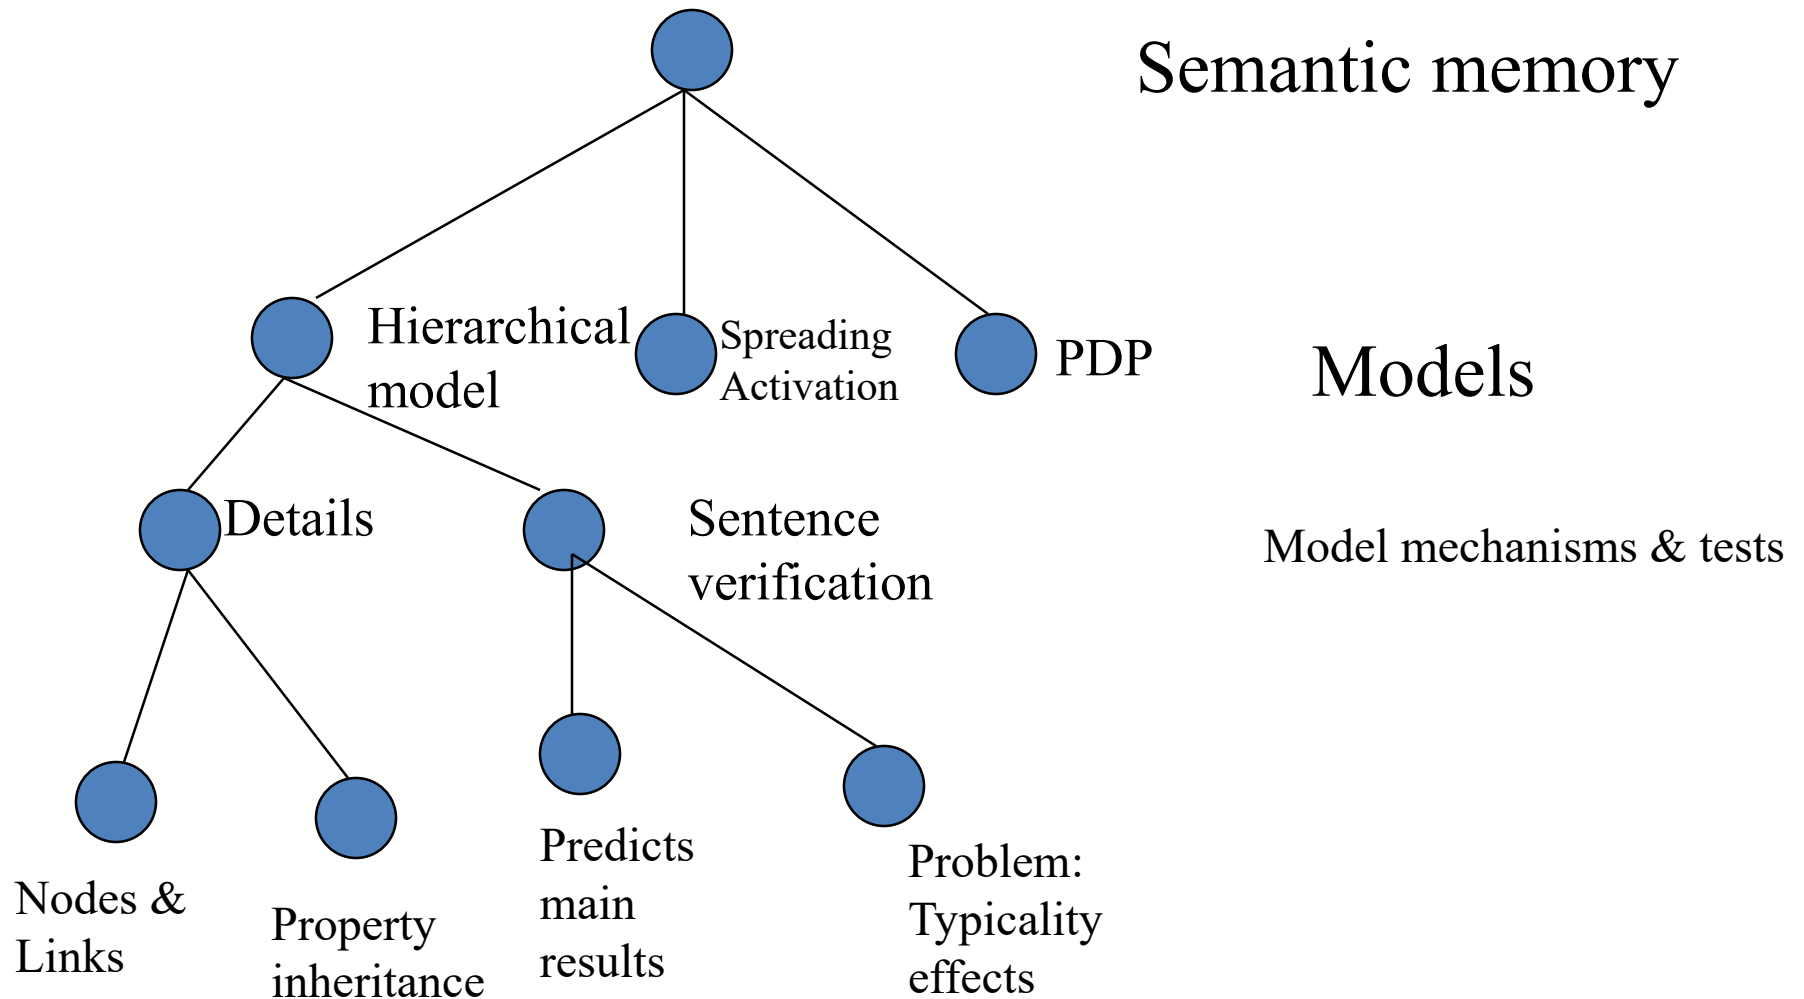 Semantic memory
Hierarchical
model
Spreading
Activation
PDP
Models
Details
Sentence
verification
Model mechanisms & tests
Nodes &
Links
Property
inheritance
Predicts
main
results
Problem:
Typicality
effects